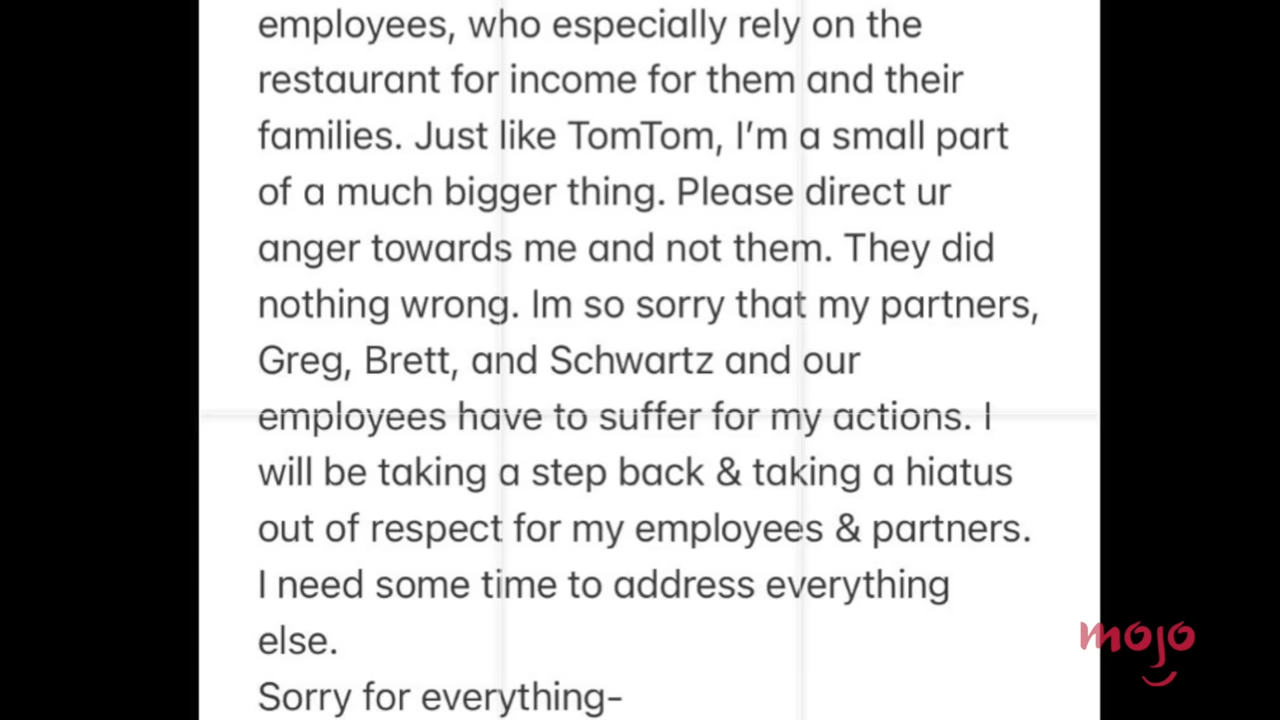 employees, who especially rely on the
restaurant for income for them and their
families. Just like TomTom, I’m a small part
of a much bigger thing. Please direct ur
anger towards me and not them. They did
nothing wrong. Im so sorry that my partners,
Greg, Brett, and Schwartz and our
employees have to suffer for my actions. I
will be taking a step back & taking a hiatus
out of respect for my employees & partners.
I need some time to address everything
else.
Sorry for everything-
mojo